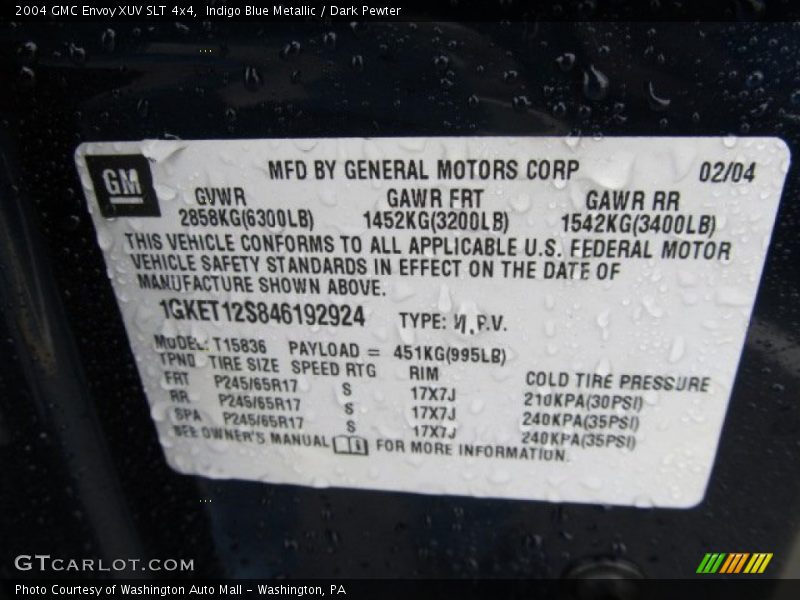 2004 GMC Envoy XUV SLT 4x4,  Indigo Blue Metallic / Dark Pewter
GM
MFD BY GENERAL MOTORS CORP 02/04
GVWR GAWR FRT GAWR RR
2858KG(6300LB) 1452KG(3200LB) 1542KG(3400LB)
THIS VEHICLE CONFORMS TO ALL APPLICABLE U.S. FEDERAL MOTOR
VEHICLE SAFETY STANDARDS IN EFFECT ON THE DATE OF
MANUFACTURE SHOWN ABOVE.
1GKET12S846192924 TYPE: M.P.V.
MODEL: T15836 PAYLOAD = 451KG(995LB)
TPND TIRE SIZE SPEED RTG RIM COLD TIRE PRESSURE
FRT P245/65R17 S 17X7J 210KPA(30PSI)
RR P245/65R17 S 17X7J 240KPA(35PSI)
SPA P245/65R17 S 17X7J 240KPA(35PSI)
SEE OWNER'S MANUAL FOR MORE INFORMATION.
GTCARLOT.COM
Photo Courtesy of Washington Auto Mall - Washington, PA